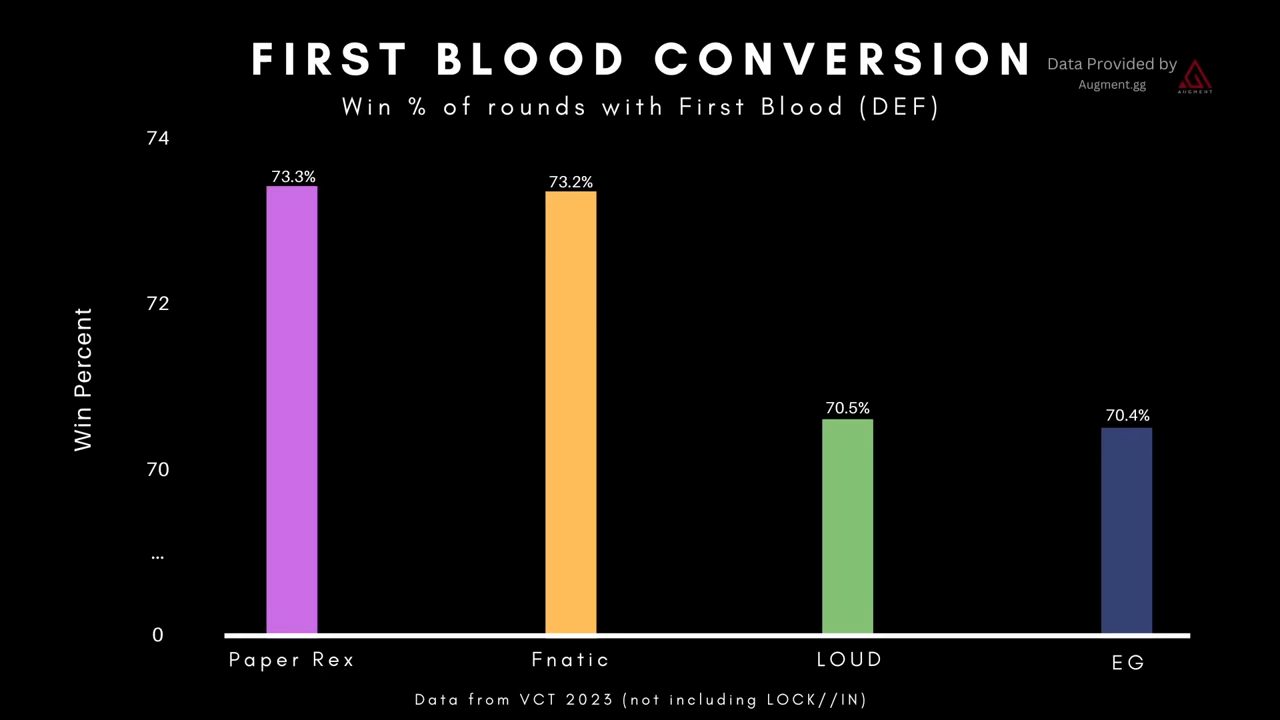 FIRST BLOOD CONVERSION
Data Provided by
Augment.gg
AUGMENT
Win % of rounds with First Blood (DEF)
74
73.3%
73.2%
72
70.5%
70.4%
Win Percent
70
...
0
Paper Rex
Fnatic
LOUD
EG
Data from VCT 2023 (not including LOCK//IN)